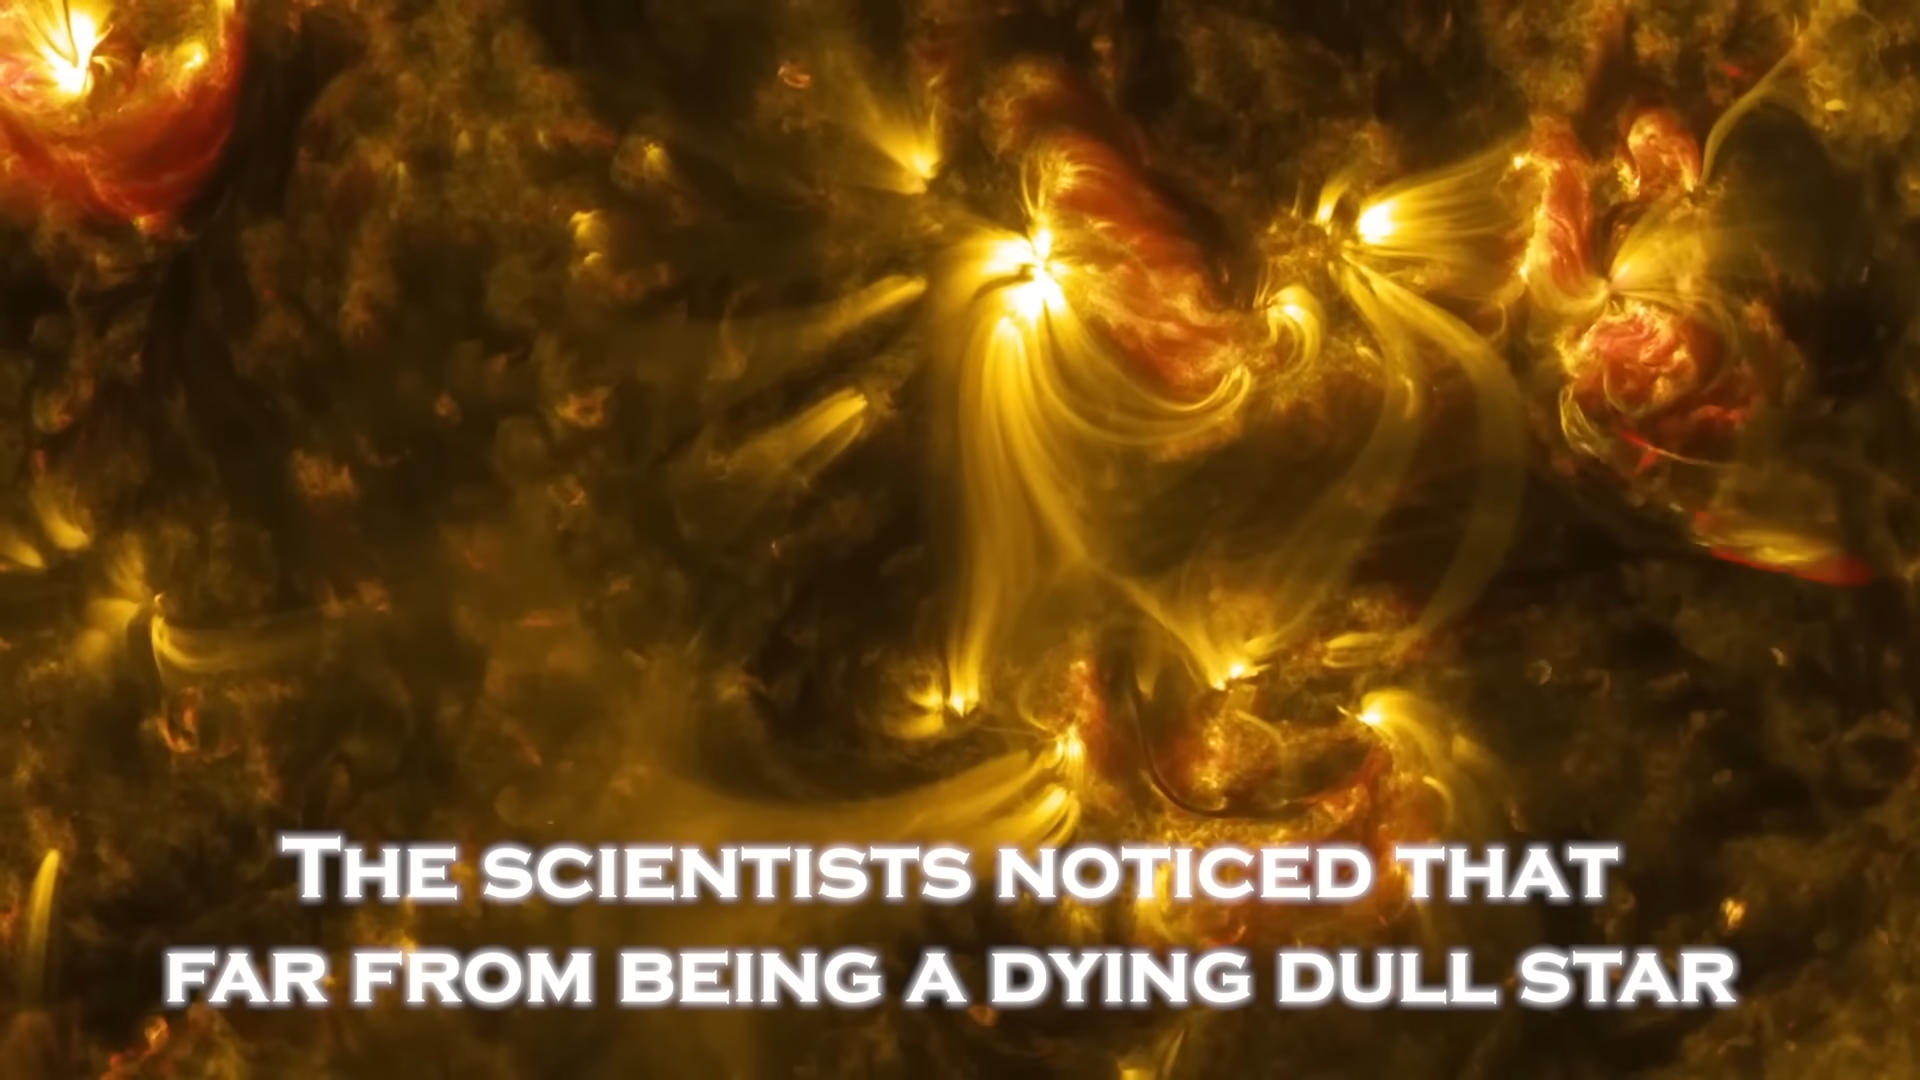 The scientists noticed that
far from being a dying dull star